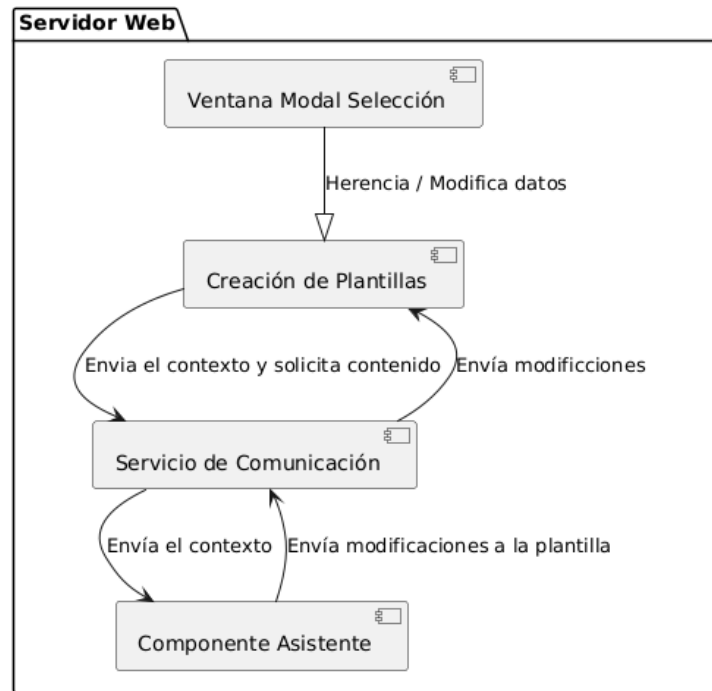 Servidor Web
Ventana Modal Selección
Herencia / Modifica datos
Creación de Plantillas
Envia el contexto y solicita contenido
Envía modificciones
Servicio de Comunicación
Envía el contexto
Envía modificaciones a la plantilla
Componente Asistente